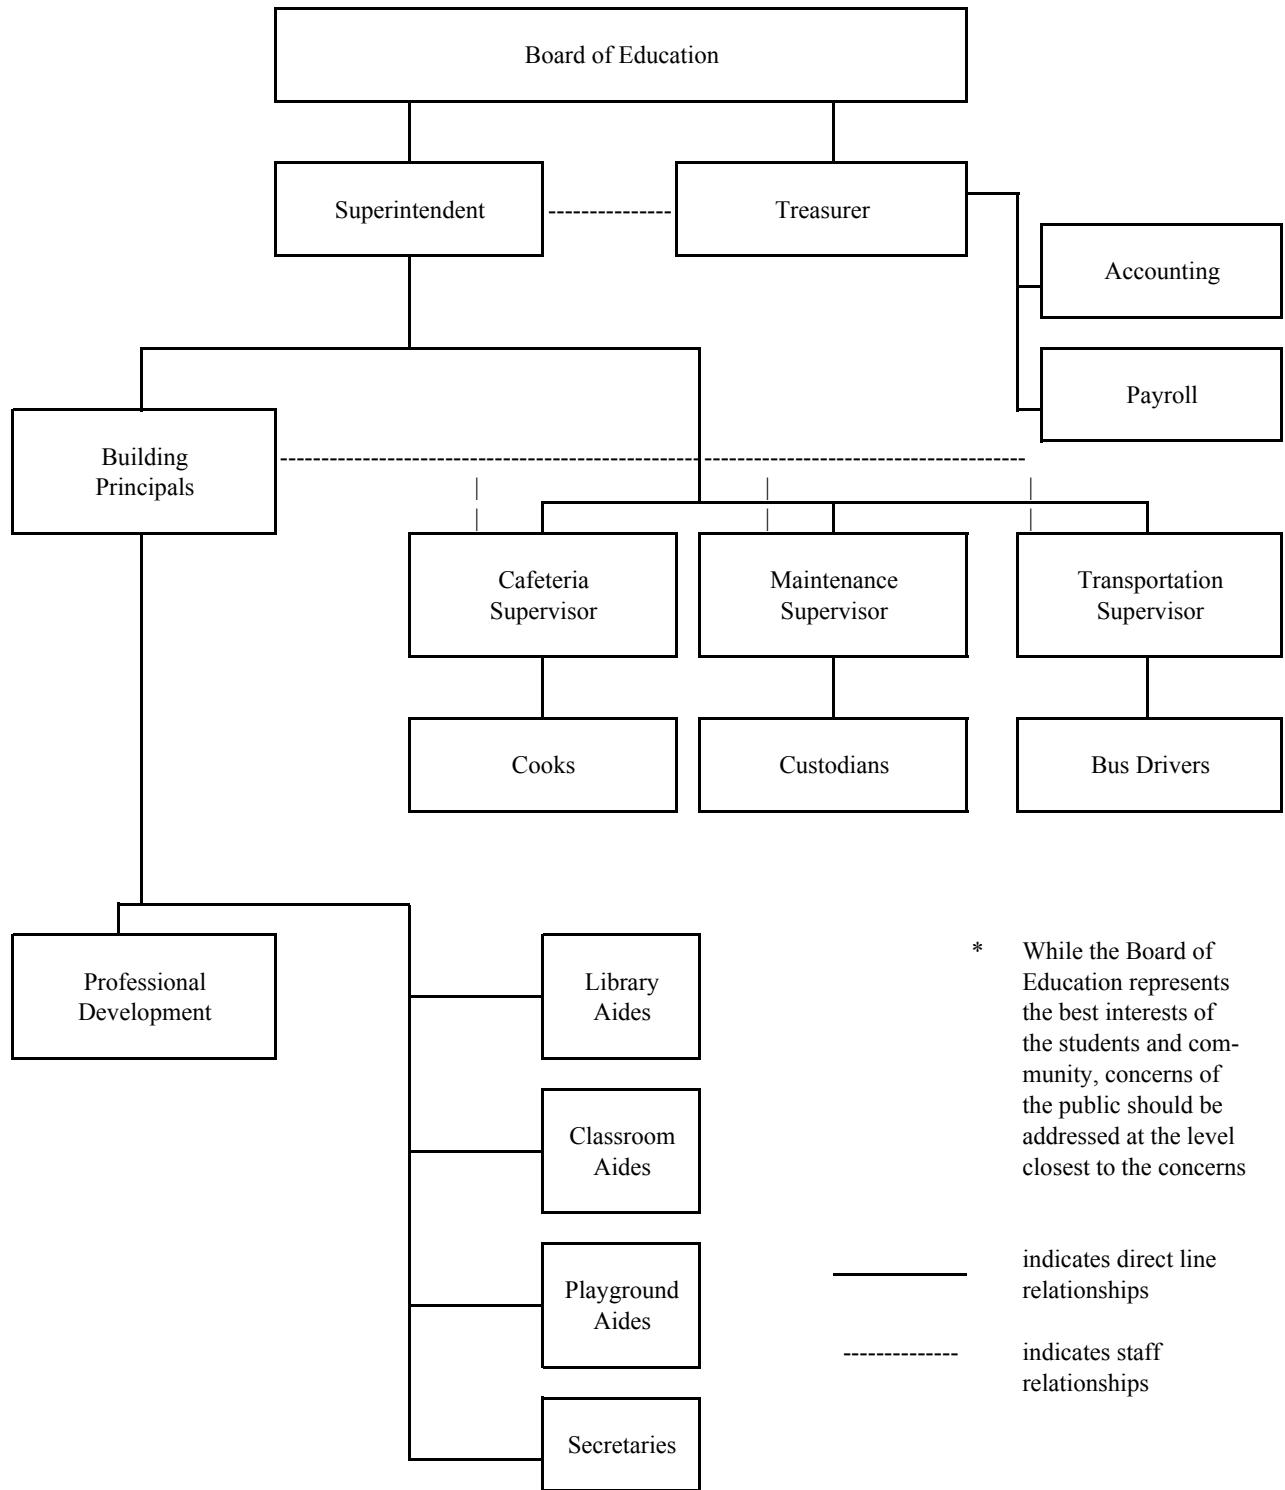 Board of Education
Superintendent
Treasurer
Accounting
Payroll
Building
Principals
Cafeteria
Supervisor
Maintenance
Supervisor
Transportation
Supervisor
Cooks
Custodians
Bus Drivers
Professional
Development
Library
Aides
Classroom
Aides
Playground
Aides
Secretaries
* While the Board of
Education represents
the best interests of
the students and com-
munity, concerns of
the public should be
addressed at the level
closest to the concerns
indicates direct line
relationships
indicates staff
relationships